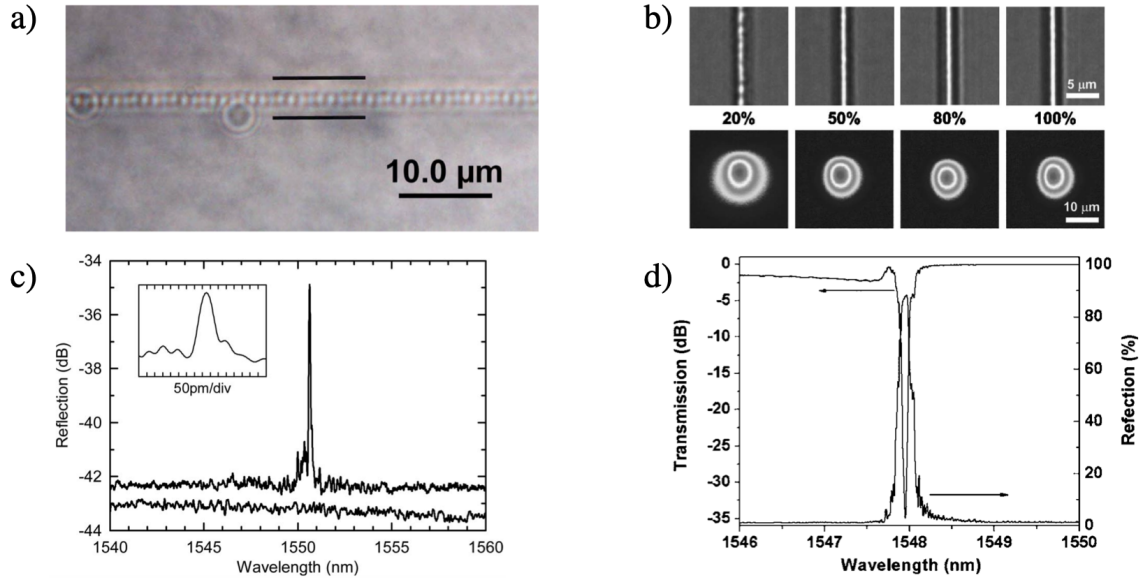 a)
10.0 µm
b)
5 µm
20% 50% 80% 100%
10 µm
c)
-34
-36
-38
-40
-42
-44
Reflection (dB)
50pm/div
1540 1545 1550 1555 1560
Wavelength (nm)
d)
0
-5
-10
-15
-20
-25
-30
-35
Transmission (dB)
100
80
60
40
20
0
Refection (%)
1546 1547 1548 1549 1550
Wavelength (nm)